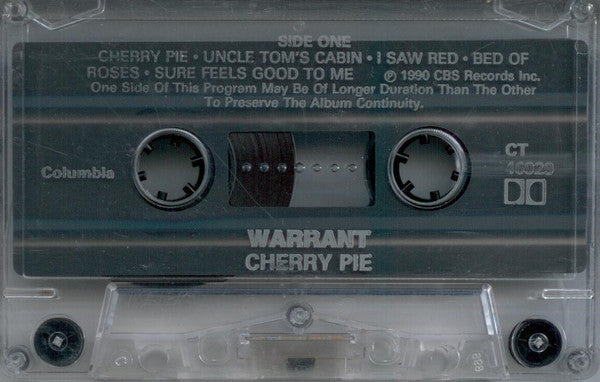 SIDE ONE
CHERRY PIE • UNCLE TOM'S CABIN • I SAW RED • BED OF
ROSES • SURE FEELS GOOD TO ME ℗ 1990 CBS Records Inc.
One Side Of This Program May Be Of Longer Duration Than The Other
To Preserve The Album Continuity.
Columbia
CT
45929
WARRANT
CHERRY PIE